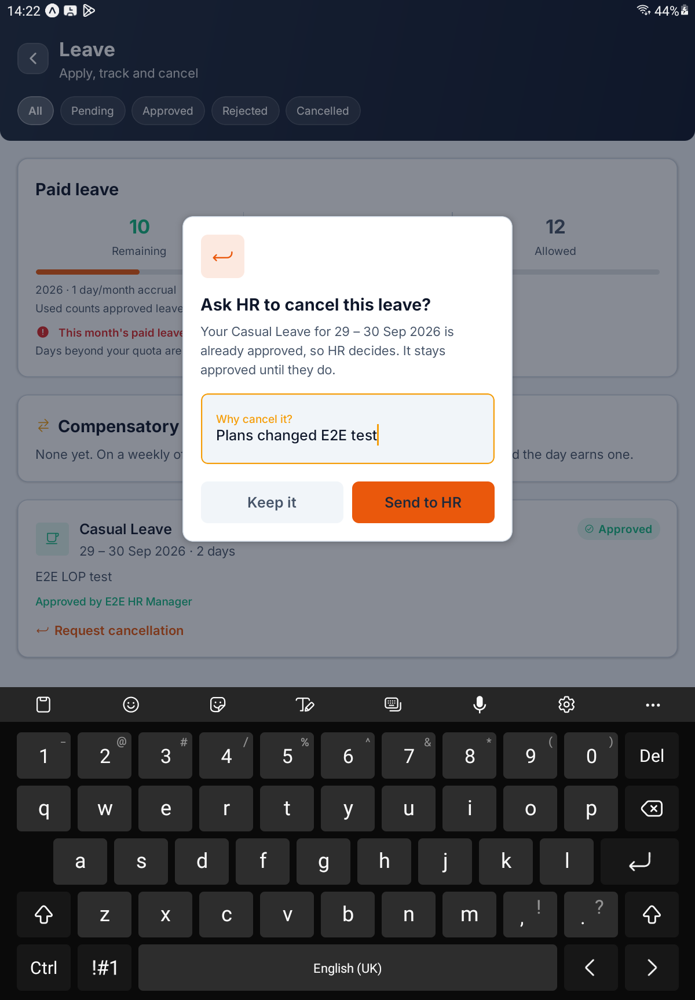 14:22
44%
Leave
Apply, track and cancel
All
Pending
Approved
Rejected
Cancelled
Paid leave
10
12
Remaining
Allowed
2026 · 1 day/month accrual
Used counts approved leave
This month's paid leave
Days beyond your quota are
Ask HR to cancel this leave?
Your Casual Leave for 29 – 30 Sep 2026 is
already approved, so HR decides. It stays
approved until they do.
Why cancel it?
Plans changed E2E test
Keep it
Send to HR
Compensatory
None yet. On a weekly
d the day earns one.
Casual Leave
Approved
29 – 30 Sep 2026 · 2 days
E2E LOP test
Approved by E2E HR Manager
Request cancellation
1 – 2 @ 3 # 4 / 5 % 6 ^ 7 & 8 * 9 ( 0 ) Del
q w e r t y u i o p
a s d f g h j k l
z x c v b n m , ! . ?
Ctrl !#1 English (UK) < >